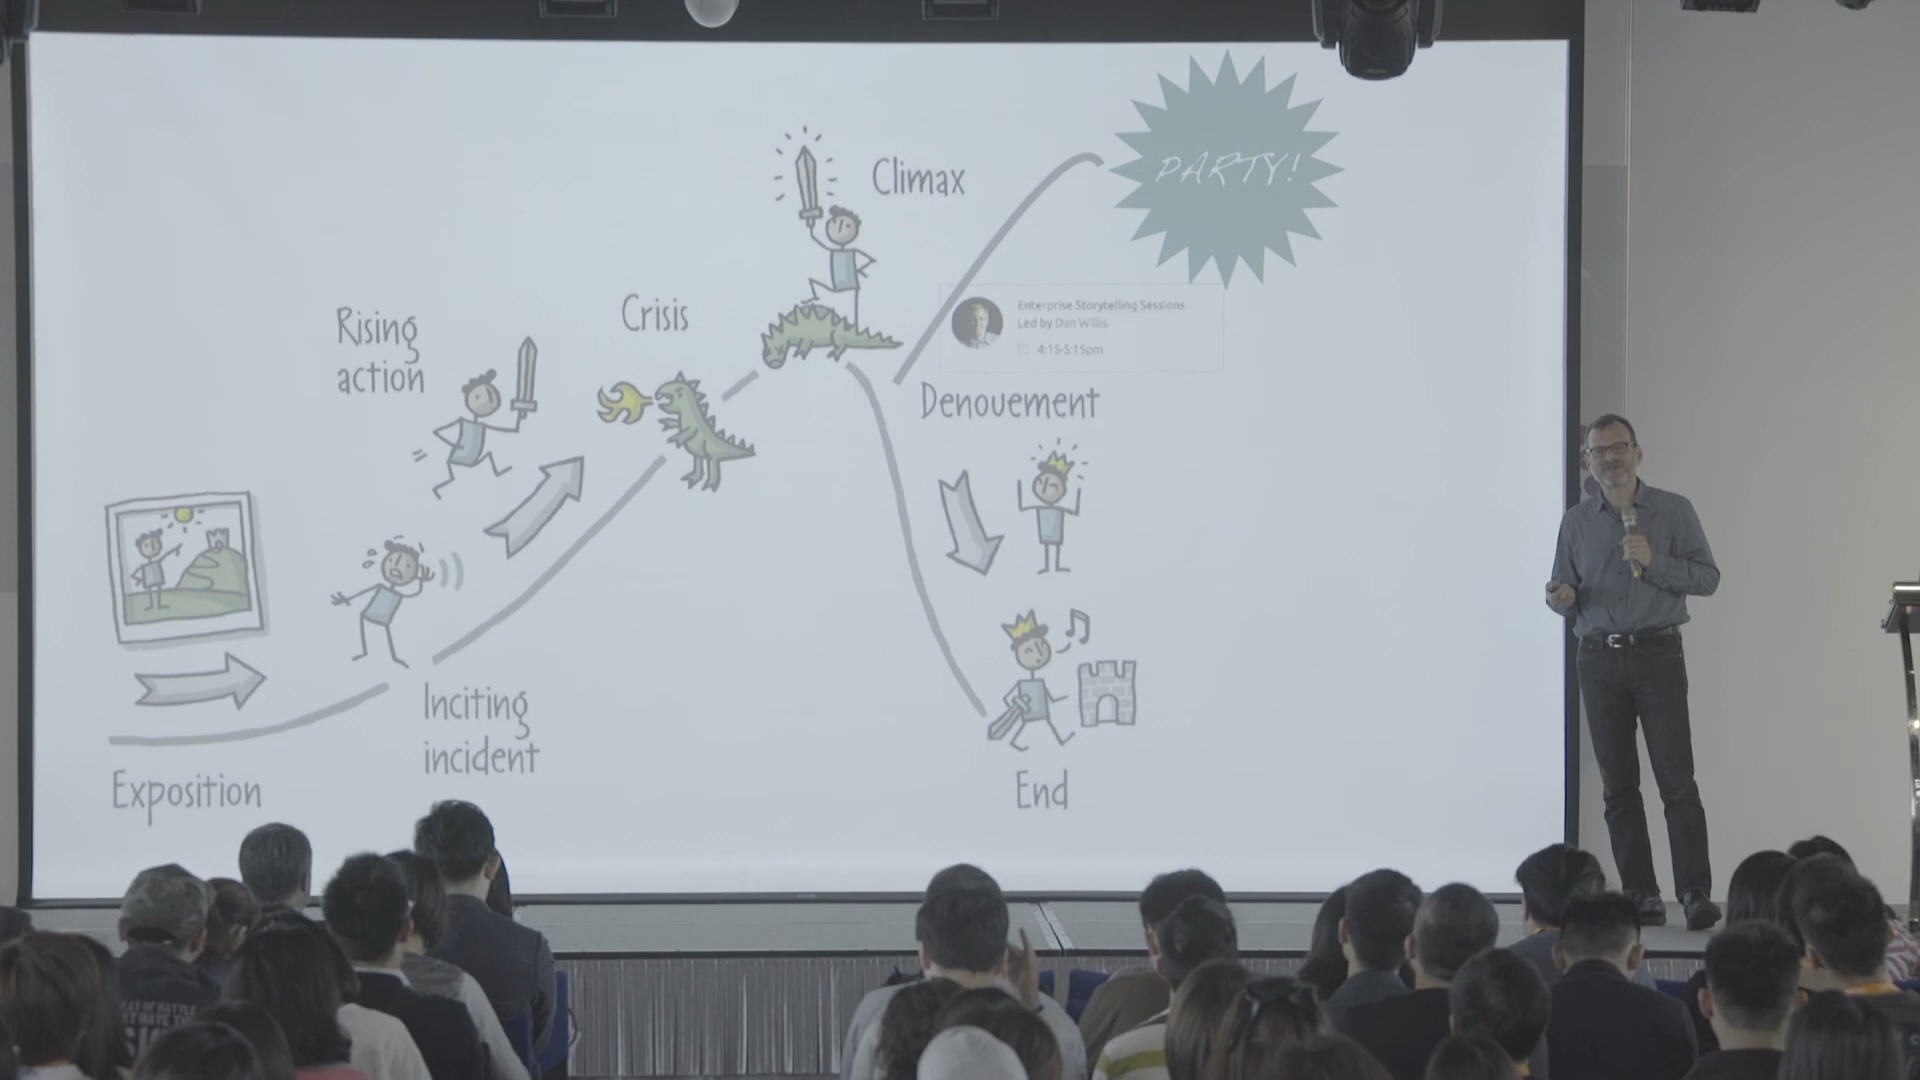 Climax
PARTY!
Rising
action
Crisis
Enterprise Storytelling Sessions
Led by Dan Willis
4:15-5:15pm
Denouement
Inciting
incident
Exposition
End